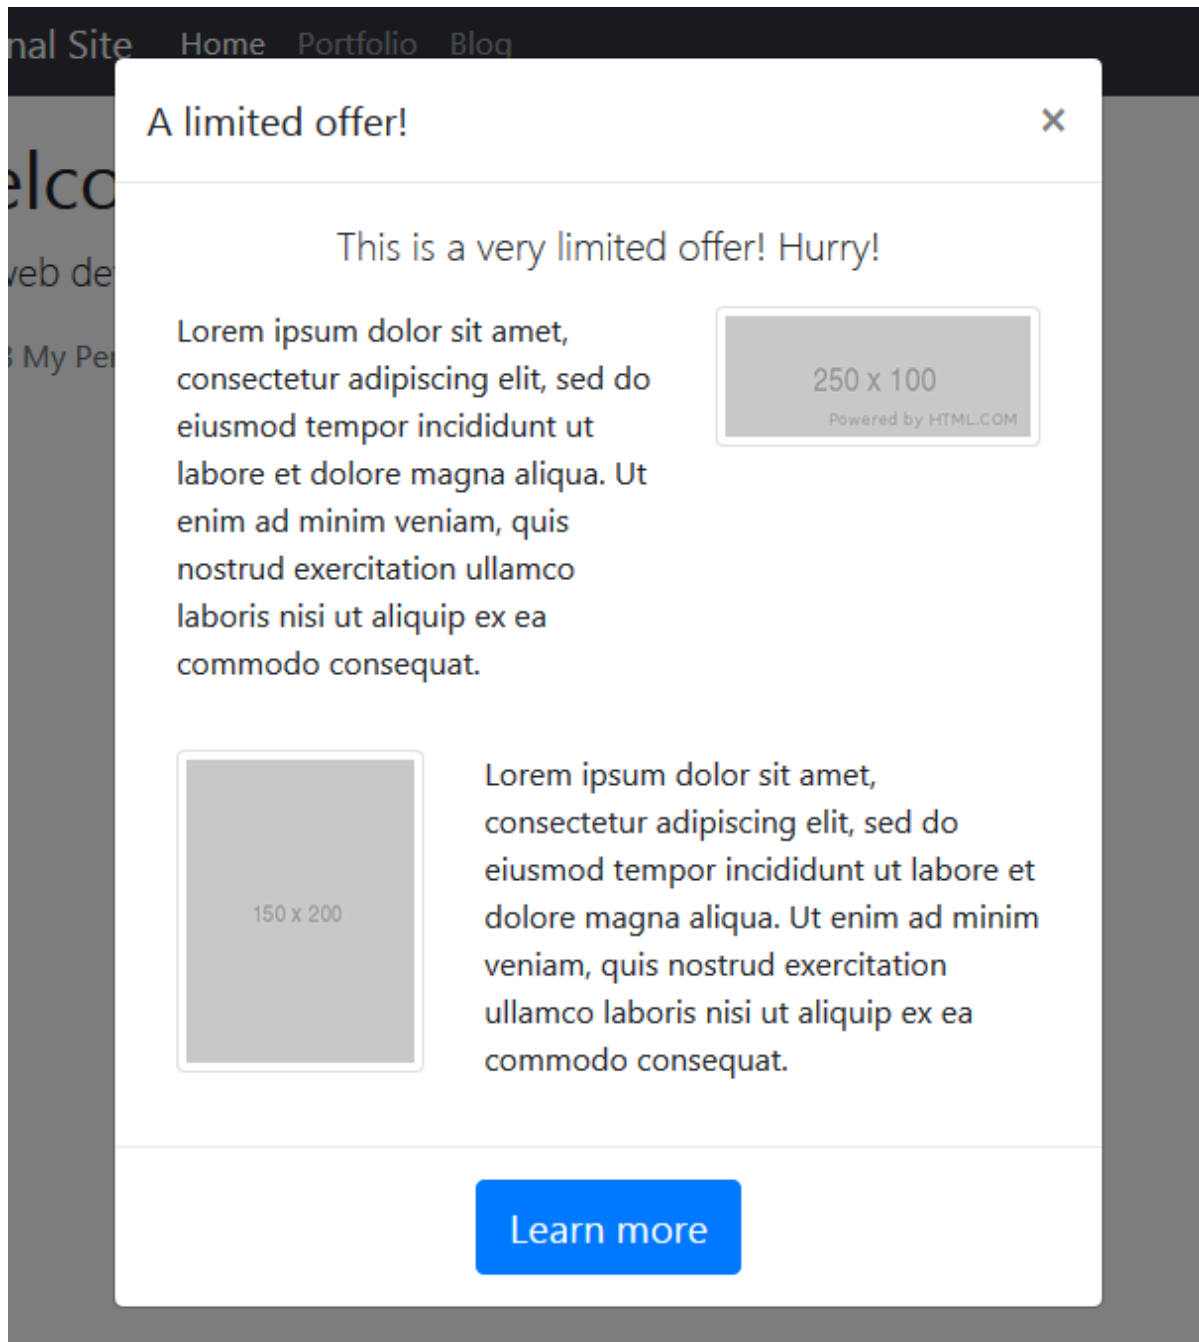 nal Site Home Portfolio Blog
A limited offer! ×
elco
This is a very limited offer! Hurry!
web de
My Per
Lorem ipsum dolor sit amet,
consectetur adipiscing elit, sed do
eiusmod tempor incididunt ut
labore et dolore magna aliqua. Ut
enim ad minim veniam, quis
nostrud exercitation ullamco
laboris nisi ut aliquip ex ea
commodo consequat.
250 x 100
Powered by HTML.COM
150 x 200
Lorem ipsum dolor sit amet,
consectetur adipiscing elit, sed do
eiusmod tempor incididunt ut labore et
dolore magna aliqua. Ut enim ad minim
veniam, quis nostrud exercitation
ullamco laboris nisi ut aliquip ex ea
commodo consequat.
Learn more